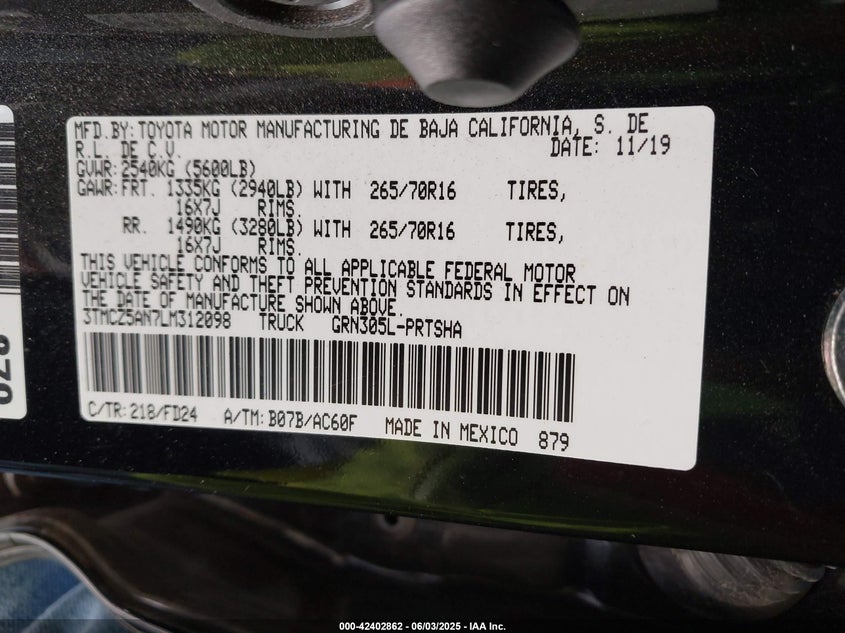 MFD.BY:TOYOTA MOTOR MANUFACTURING DE BAJA CALIFORNIA, S. DE
R.L. DE C.V. DATE: 11/19
GVWR:2540KG (5600LB)
GAWR:FRT. 1335KG (2940LB) WITH 265/70R16 TIRES,
16X7J RIMS.
RR. 1490KG (3280LB) WITH 265/70R16 TIRES,
16X7J RIMS.
THIS VEHICLE CONFORMS TO ALL APPLICABLE FEDERAL MOTOR
VEHICLE SAFETY AND THEFT PREVENTION STANDARDS IN EFFECT ON
THE DATE OF MANUFACTURE SHOWN ABOVE.
3TMCZ5AN7LM312098 TRUCK GRN305L-PRTSHA
C/TR:218/FD24 A/TM:B07B/AC60F MADE IN MEXICO 879
000-42402862 - 06/03/2025 - IAA Inc.